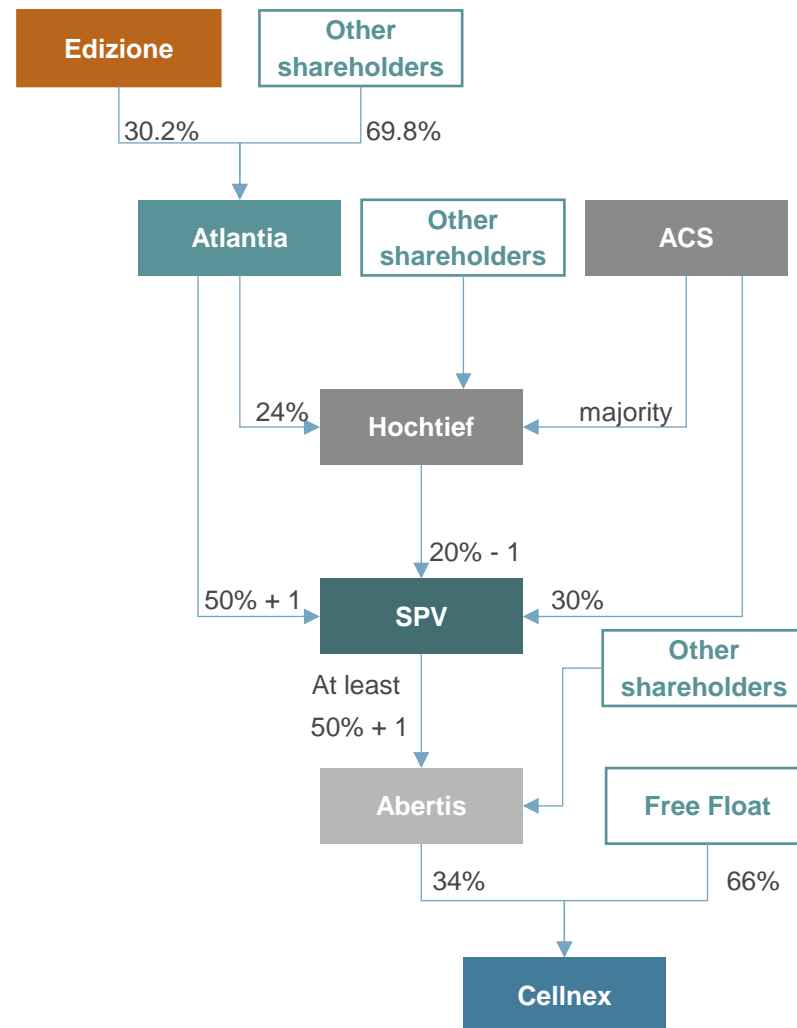 Edizione
Other
shareholders
30.2%
69.8%
Atlantia
Other
shareholders
ACS
24%
Hochtief
majority
20% - 1
50% + 1
SPV
30%
Other
shareholders
At least
50% + 1
Abertis
Free Float
34%
66%
Cellnex